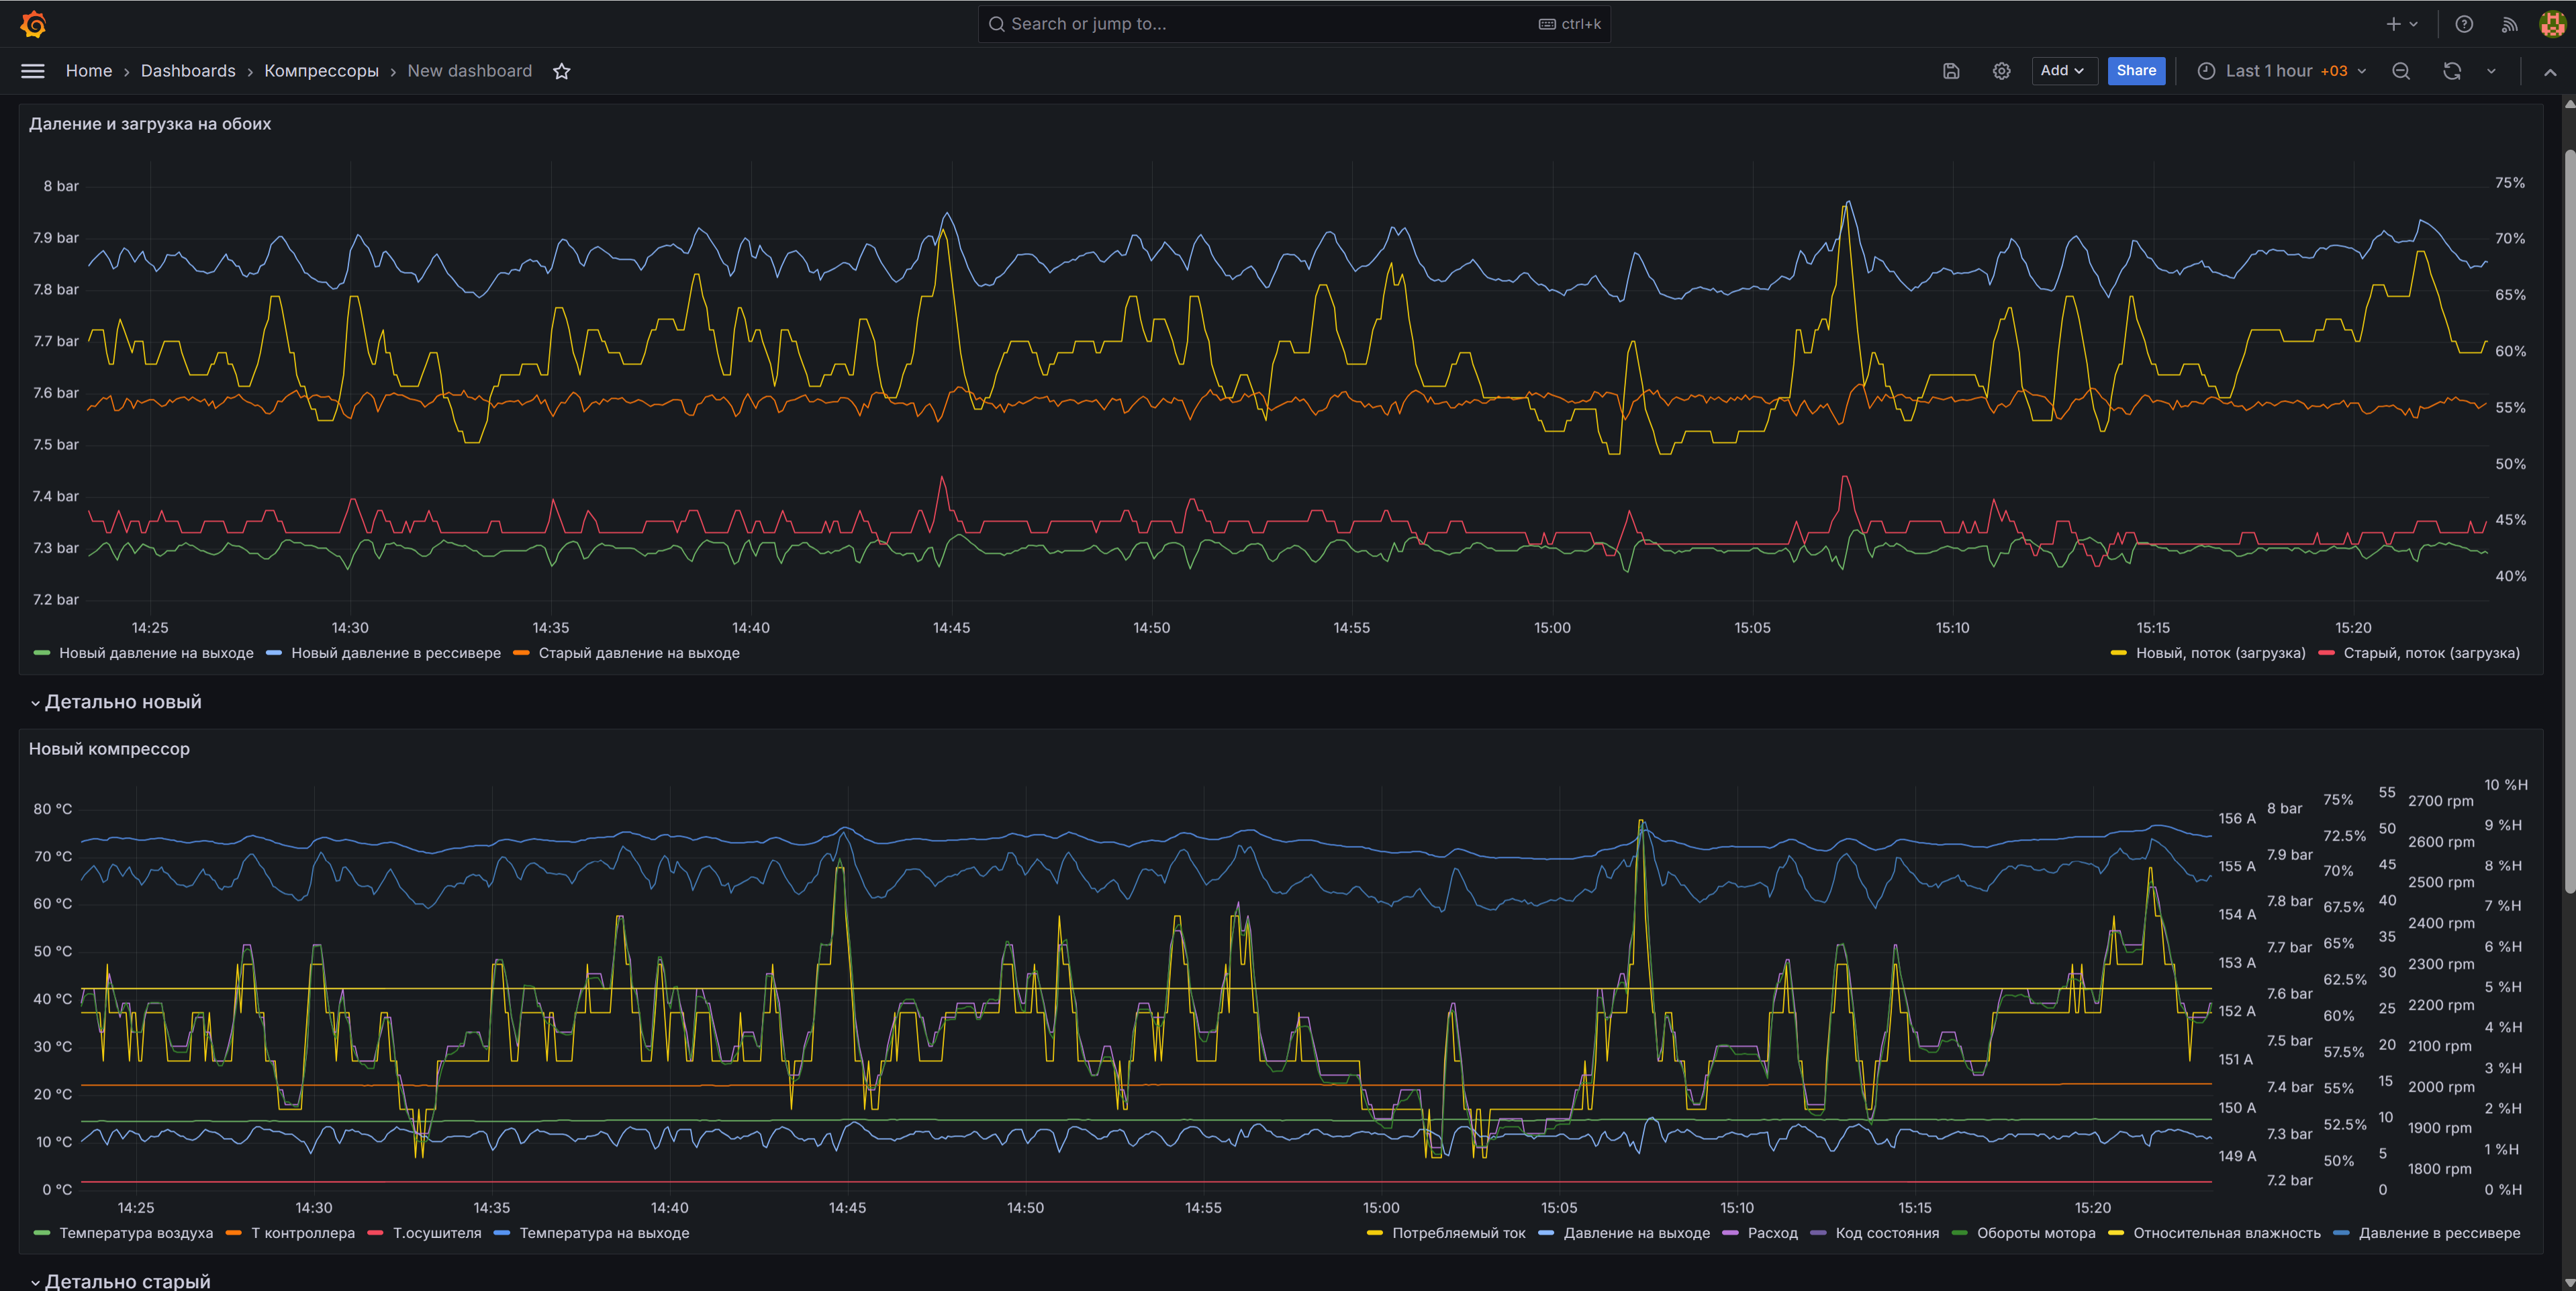 Search or jump to...
ctrl+k
Home › Dashboards › Компрессоры › New dashboard
Add
Share
Last 1 hour +03
Даление и загрузка на обоих
8 bar
7.9 bar
7.8 bar
7.7 bar
7.6 bar
7.5 bar
7.4 bar
7.3 bar
7.2 bar
75%
70%
65%
60%
55%
50%
45%
40%
14:25 14:30 14:35 14:40 14:45 14:50 14:55 15:00 15:05 15:10 15:15 15:20
Новый давление на выходе Новый давление в рессивере Старый давление на выходе Новый, поток (загрузка) Старый, поток (загрузка)
Детально новый
Новый компрессор
80 °C
70 °C
60 °C
50 °C
40 °C
30 °C
20 °C
10 °C
0 °C
156 A
155 A
154 A
153 A
152 A
151 A
150 A
149 A
8 bar
7.9 bar
7.8 bar
7.7 bar
7.6 bar
7.5 bar
7.4 bar
7.3 bar
7.2 bar
75%
72.5%
70%
67.5%
65%
62.5%
60%
57.5%
55%
52.5%
50%
55
50
45
40
35
30
25
20
15
10
5
0
2700 rpm
2600 rpm
2500 rpm
2400 rpm
2300 rpm
2200 rpm
2100 rpm
2000 rpm
1900 rpm
1800 rpm
10 %H
9 %H
8 %H
7 %H
6 %H
5 %H
4 %H
3 %H
2 %H
1 %H
0 %H
14:25 14:30 14:35 14:40 14:45 14:50 14:55 15:00 15:05 15:10 15:15 15:20
Температура воздуха Т контроллера Т.осушителя Температура на выходе Потребляемый ток Давление на выходе Расход Код состояния Обороты мотора Относительная влажность Давление в рессивере
Детально старый